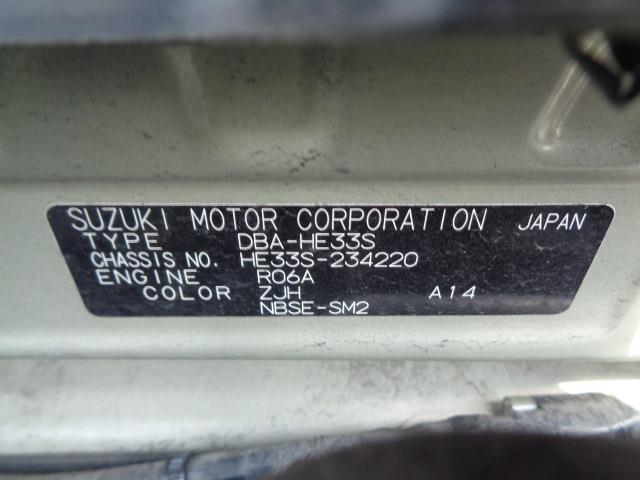 SUZUKI MOTOR CORPORATION JAPAN
TYPE DBA-HE33S
CHASSIS NO. HE33S-234220
ENGINE R06A
COLOR ZJH A14
NBSE-SM2